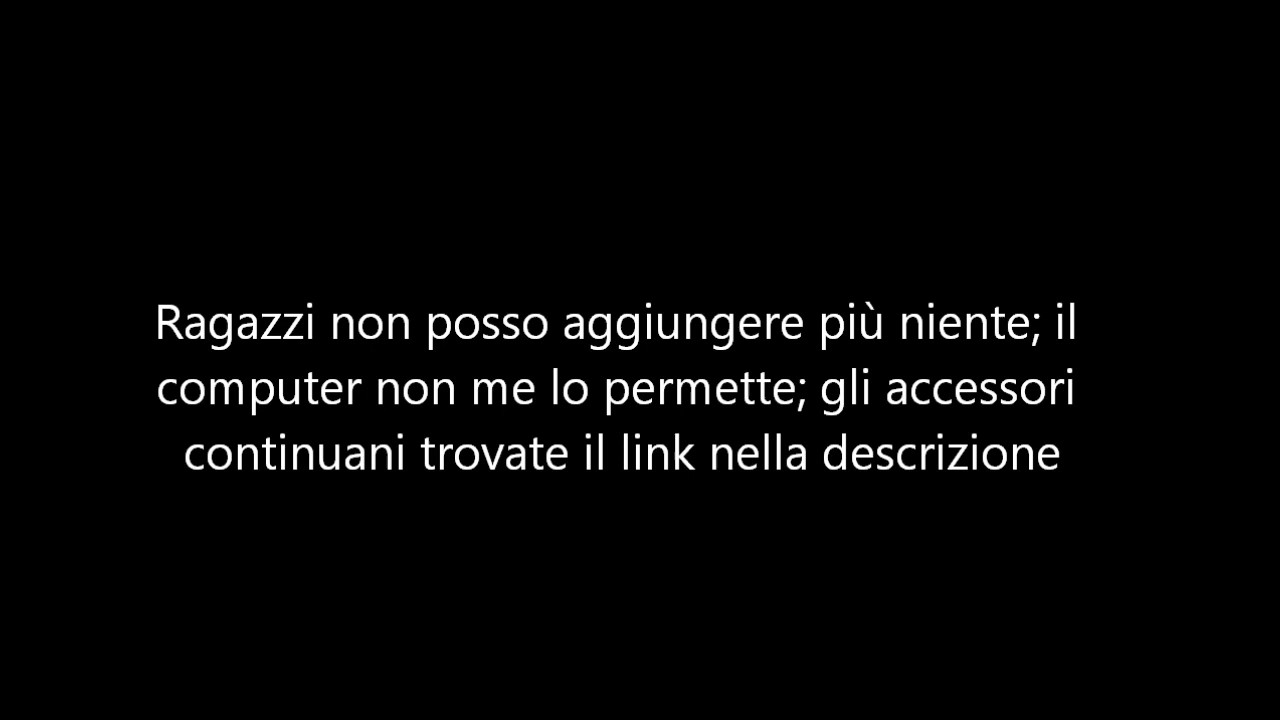 Ragazzi non posso aggiungere più niente; il
computer non me lo permette; gli accessori
continuani trovate il link nella descrizione